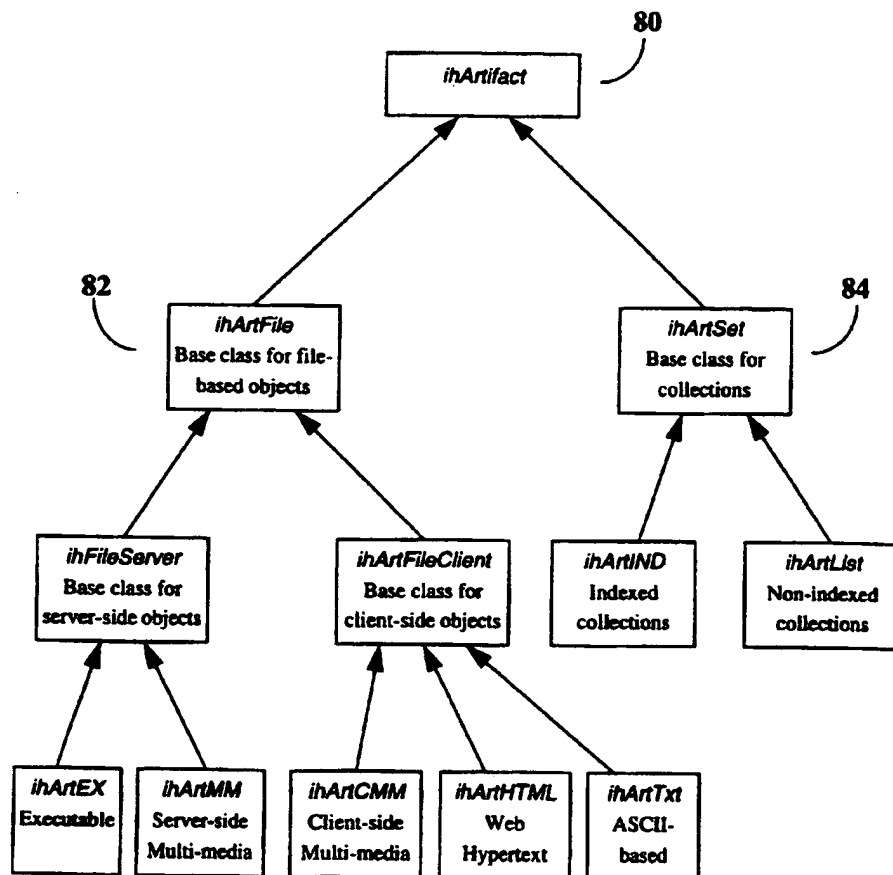 80
ihArtifact
82
ihArtFile
Base class for file-
based objects
84
ihArtSet
Base class for
collections
ihFileServer
Base class for
server-side objects
ihArtFileClient
Base class for
client-side objects
ihArtIND
Indexed
collections
ihArtList
Non-indexed
collections
ihArtEX
Executable
ihArtMM
Server-side
Multi-media
ihArtCMM
Client-side
Multi-media
ihArtHTML
Web
Hypertext
ihArtTxt
ASCII-
based